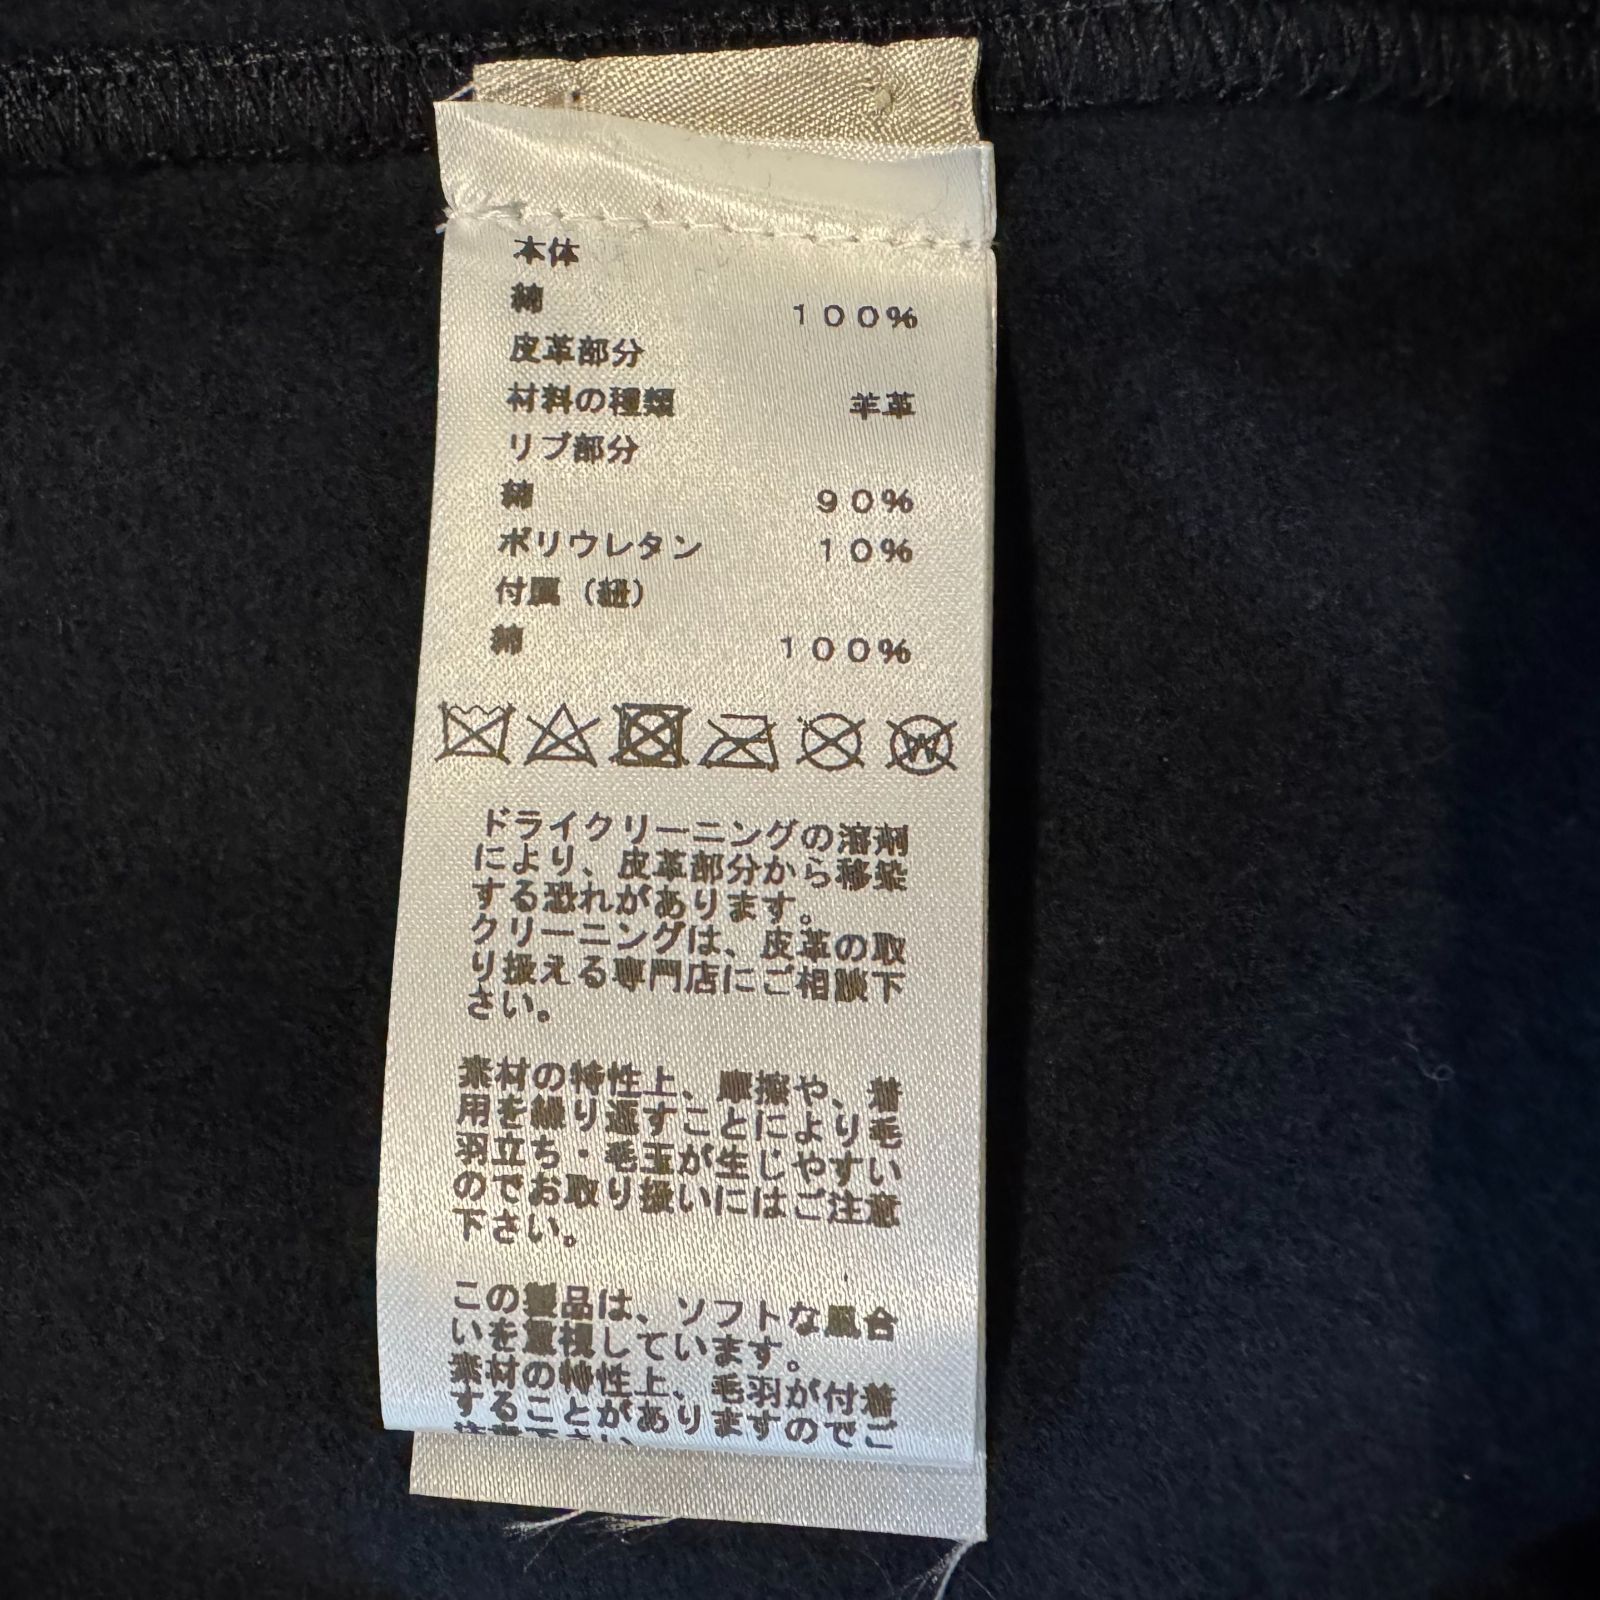 本体
綿 100%
皮革部分
材料の種類 羊革
リブ部分
綿 90%
ポリウレタン 10%
付属（紐）
綿 100%
W
ドライクリーニングの溶剤
により、皮革部分から移染
する恐れがあります。
クリーニングは、皮革の取
り扱える専門店にご相談下
さい。
素材の特性上、摩擦や、着
用を繰り返すことにより毛
羽立ち・毛玉が生じやすい
のでお取り扱いにはご注意
下さい。
この製品は、ソフトな風合
いを重視しています。
素材の特性上、毛羽が付着
することがありますのでご
注意下さい。